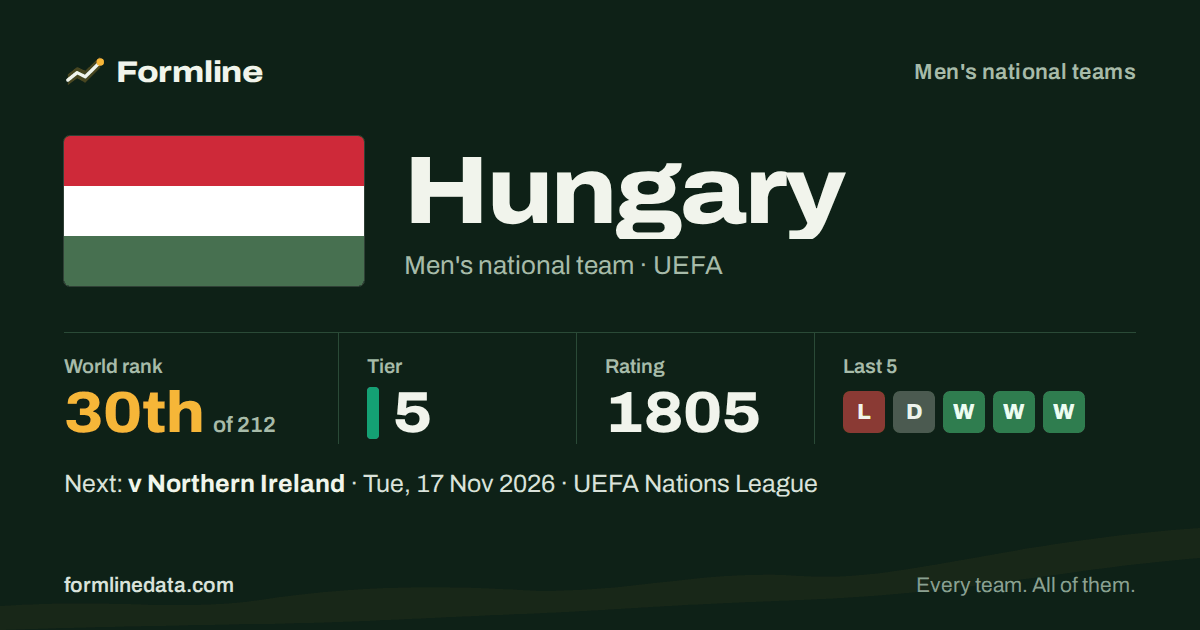 Formline
Men's national teams
Hungary
Men's national team · UEFA
World rank
30th of 212
Tier
5
Rating
1805
Last 5
L D W W W
Next: v Northern Ireland · Tue, 17 Nov 2026 · UEFA Nations League
formlinedata.com
Every team. All of them.